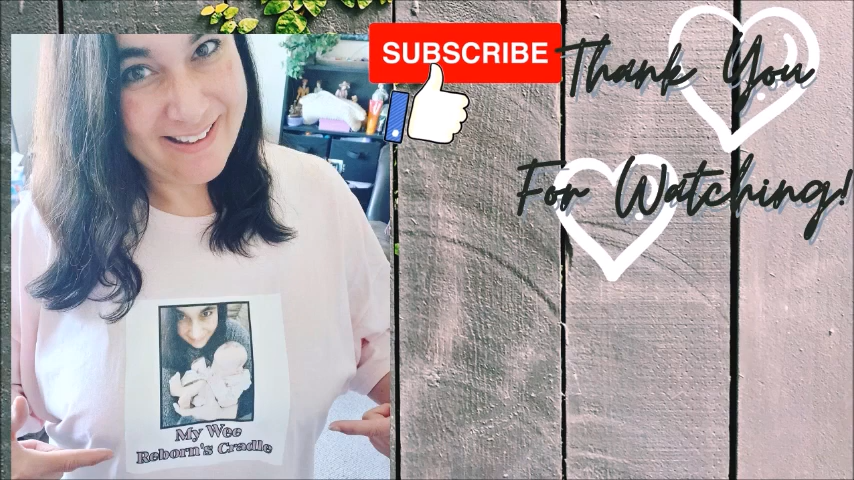 SUBSCRIBE
Thank You
For Watching!
My Wee
Reborn's Cradle